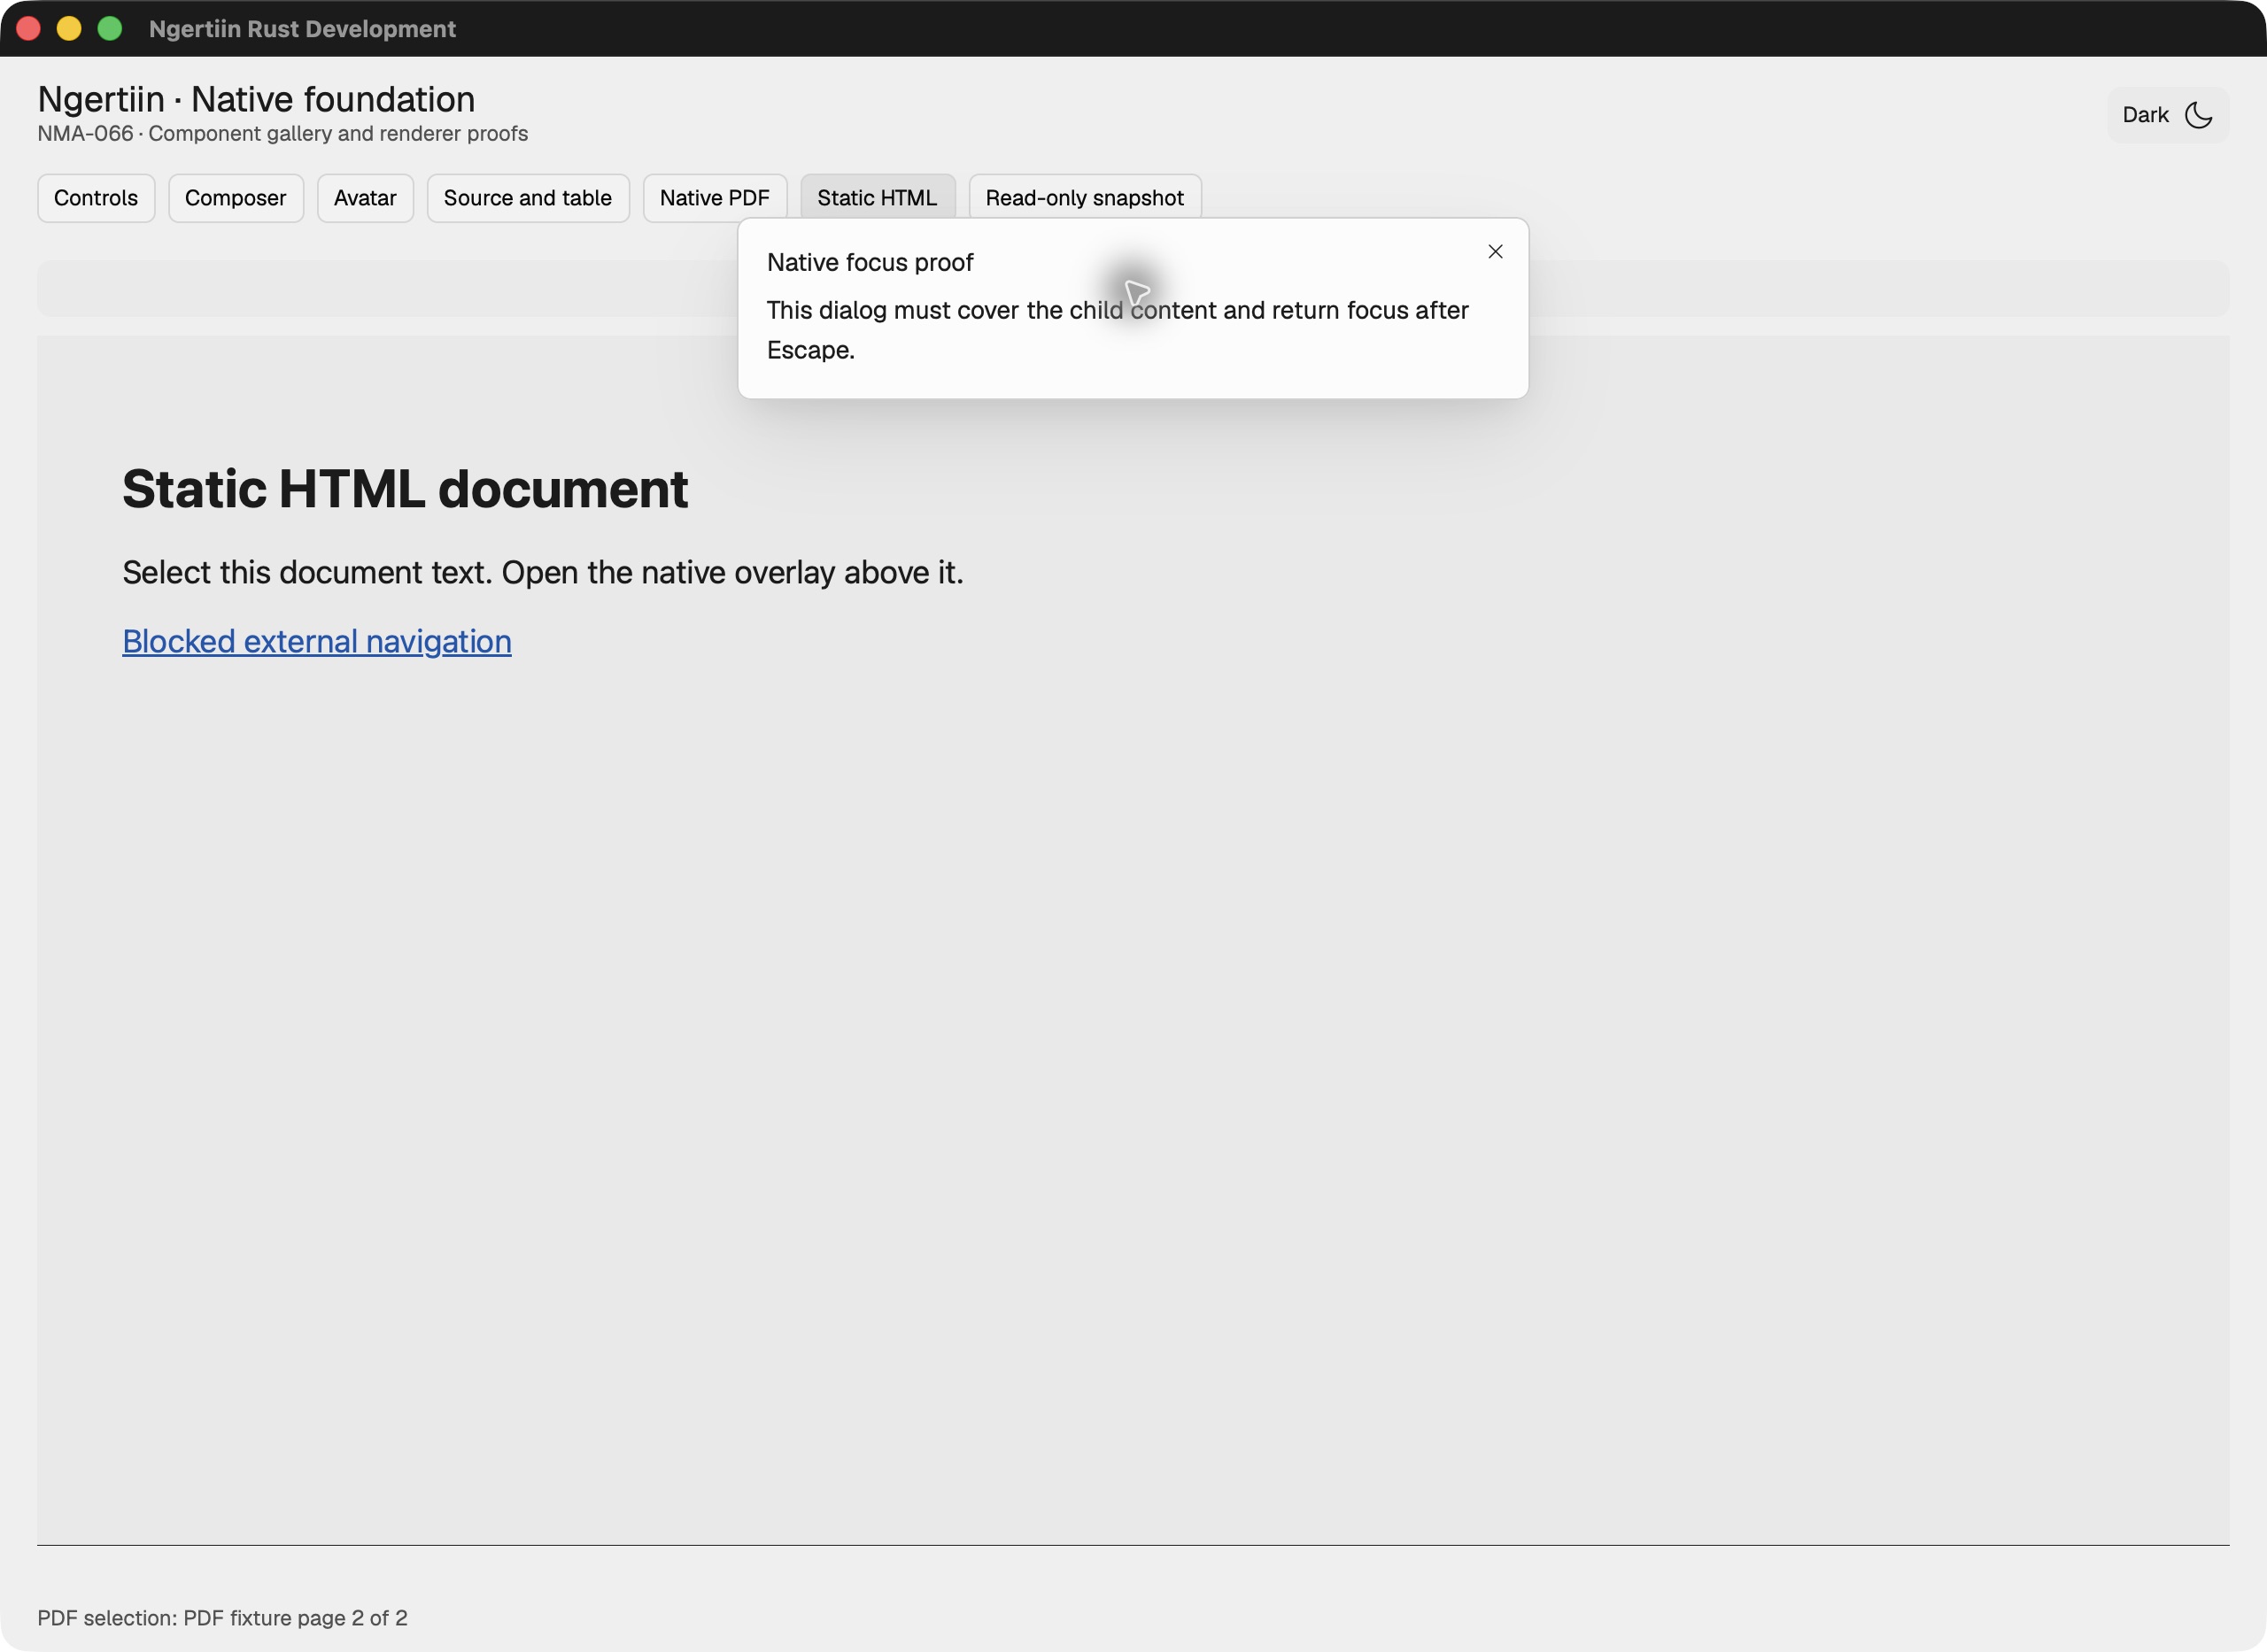 Ngertiin Rust Development
Ngertiin · Native foundation
NMA-066 · Component gallery and renderer proofs
Dark
Controls
Composer
Avatar
Source and table
Native PDF
Static HTML
Read-only snapshot
Native focus proof
This dialog must cover the child content and return focus after
Escape.
Static HTML document
Select this document text. Open the native overlay above it.
Blocked external navigation
PDF selection: PDF fixture page 2 of 2